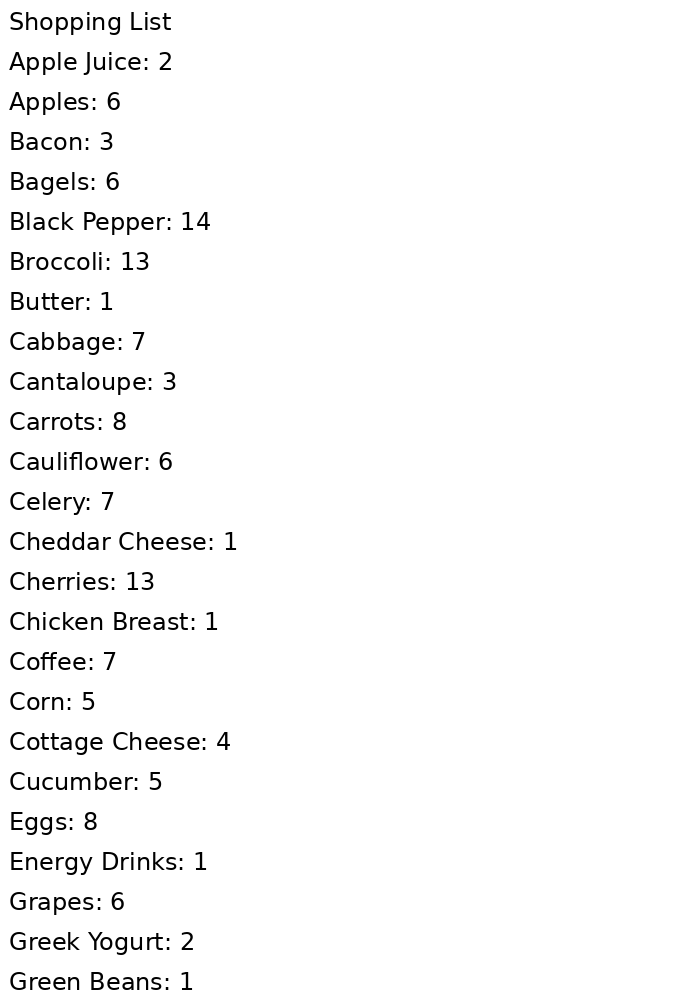 Shopping List
Apple Juice: 2
Apples: 6
Bacon: 3
Bagels: 6
Black Pepper: 14
Broccoli: 13
Butter: 1
Cabbage: 7
Cantaloupe: 3
Carrots: 8
Cauliflower: 6
Celery: 7
Cheddar Cheese: 1
Cherries: 13
Chicken Breast: 1
Coffee: 7
Corn: 5
Cottage Cheese: 4
Cucumber: 5
Eggs: 8
Energy Drinks: 1
Grapes: 6
Greek Yogurt: 2
Green Beans: 1